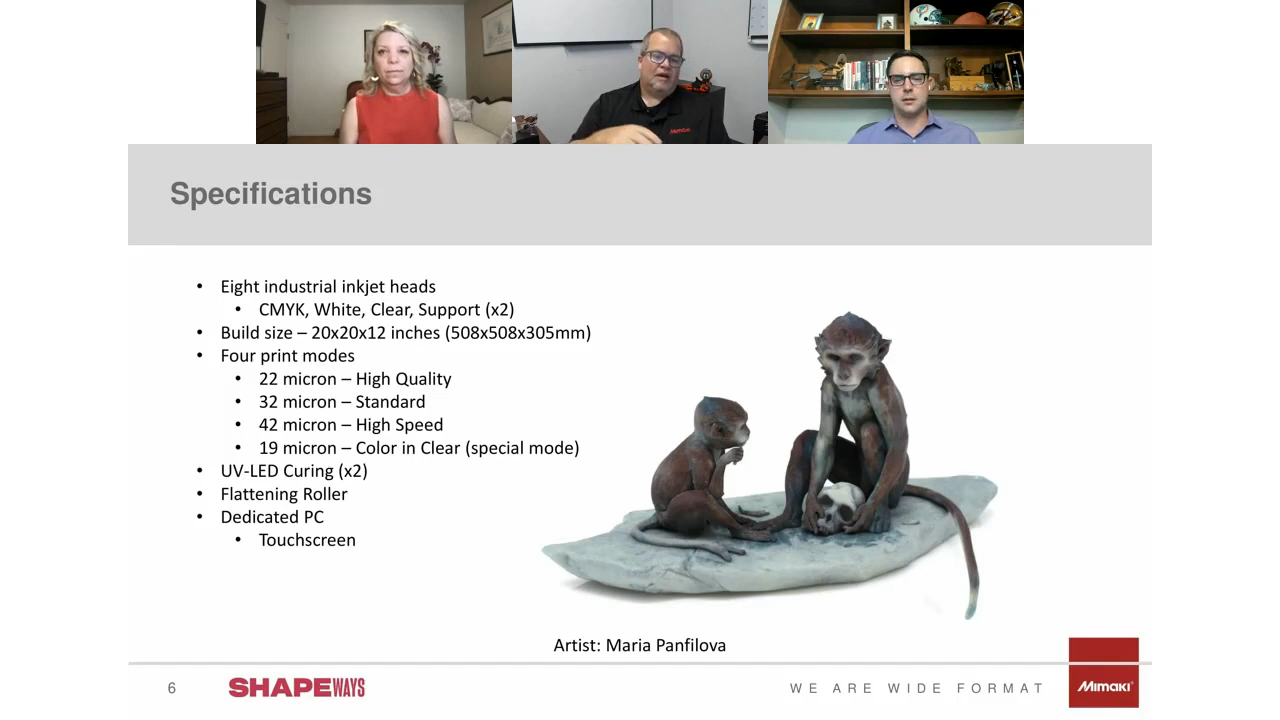 Mimaki
Specifications
• Eight industrial inkjet heads
• CMYK, White, Clear, Support (x2)
• Build size – 20x20x12 inches (508x508x305mm)
• Four print modes
• 22 micron – High Quality
• 32 micron – Standard
• 42 micron – High Speed
• 19 micron – Color in Clear (special mode)
• UV-LED Curing (x2)
• Flattening Roller
• Dedicated PC
• Touchscreen
Artist: Maria Panfilova
6
SHAPEWAYS
WE ARE WIDE FORMAT
Mimaki